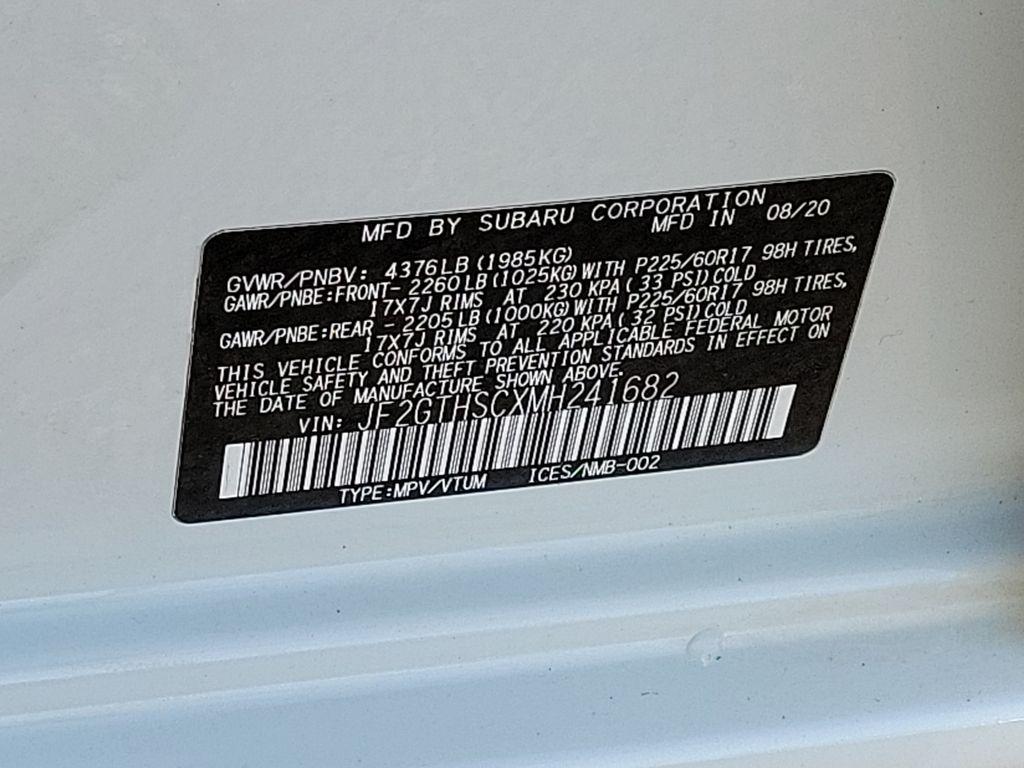 MFD BY SUBARU CORPORATION
MFD IN 08/20
GVWR/PNBV: 4376LB (1985KG)
GAWR/PNBE:FRONT- 2260LB (1025KG) WITH P225/60R17 98H TIRES,
17X7J RIMS AT 230 KPA ( 33 PSI) COLD
GAWR/PNBE:REAR - 2205 LB (1000KG) WITH P225/60R17 98H TIRES,
17X7J RIMS AT 220 KPA ( 32 PSI) COLD
THIS VEHICLE CONFORMS TO ALL APPLICABLE FEDERAL MOTOR
VEHICLE SAFETY AND THEFT PREVENTION STANDARDS IN EFFECT ON
THE DATE OF MANUFACTURE SHOWN ABOVE.
VIN: JF2GTHSCXMH241682
TYPE:MPV/VTUM ICES/NMB-002